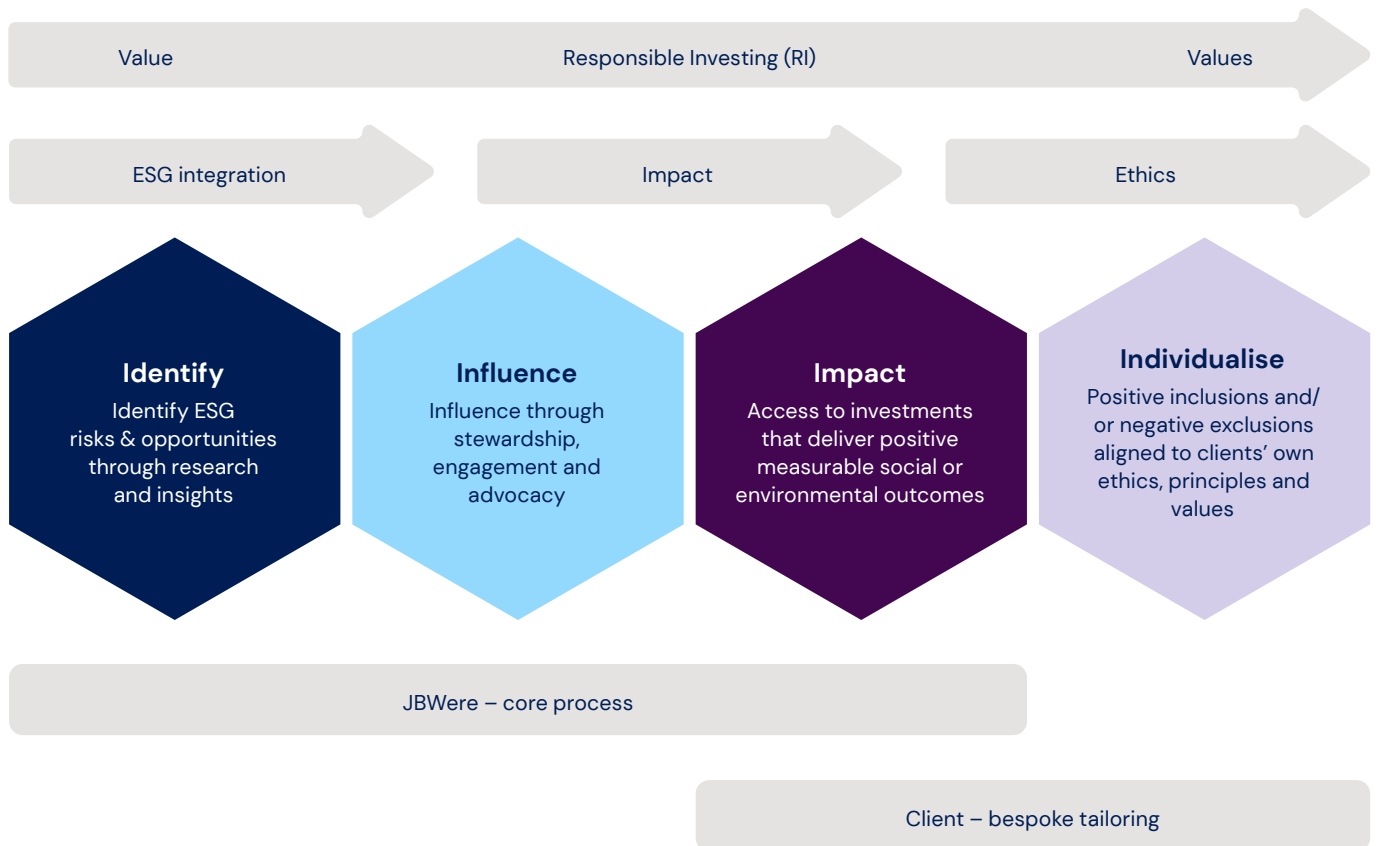 Value
Responsible Investing (RI)
Values
ESG integration
Impact
Ethics
Identify
Identify ESG
risks & opportunities
through research
and insights
Influence
Influence through
stewardship,
engagement and
advocacy
Impact
Access to investments
that deliver positive
measurable social or
environmental outcomes
Individualise
Positive inclusions and/
or negative exclusions
aligned to clients’ own
ethics, principles and
values
JBWere – core process
Client – bespoke tailoring